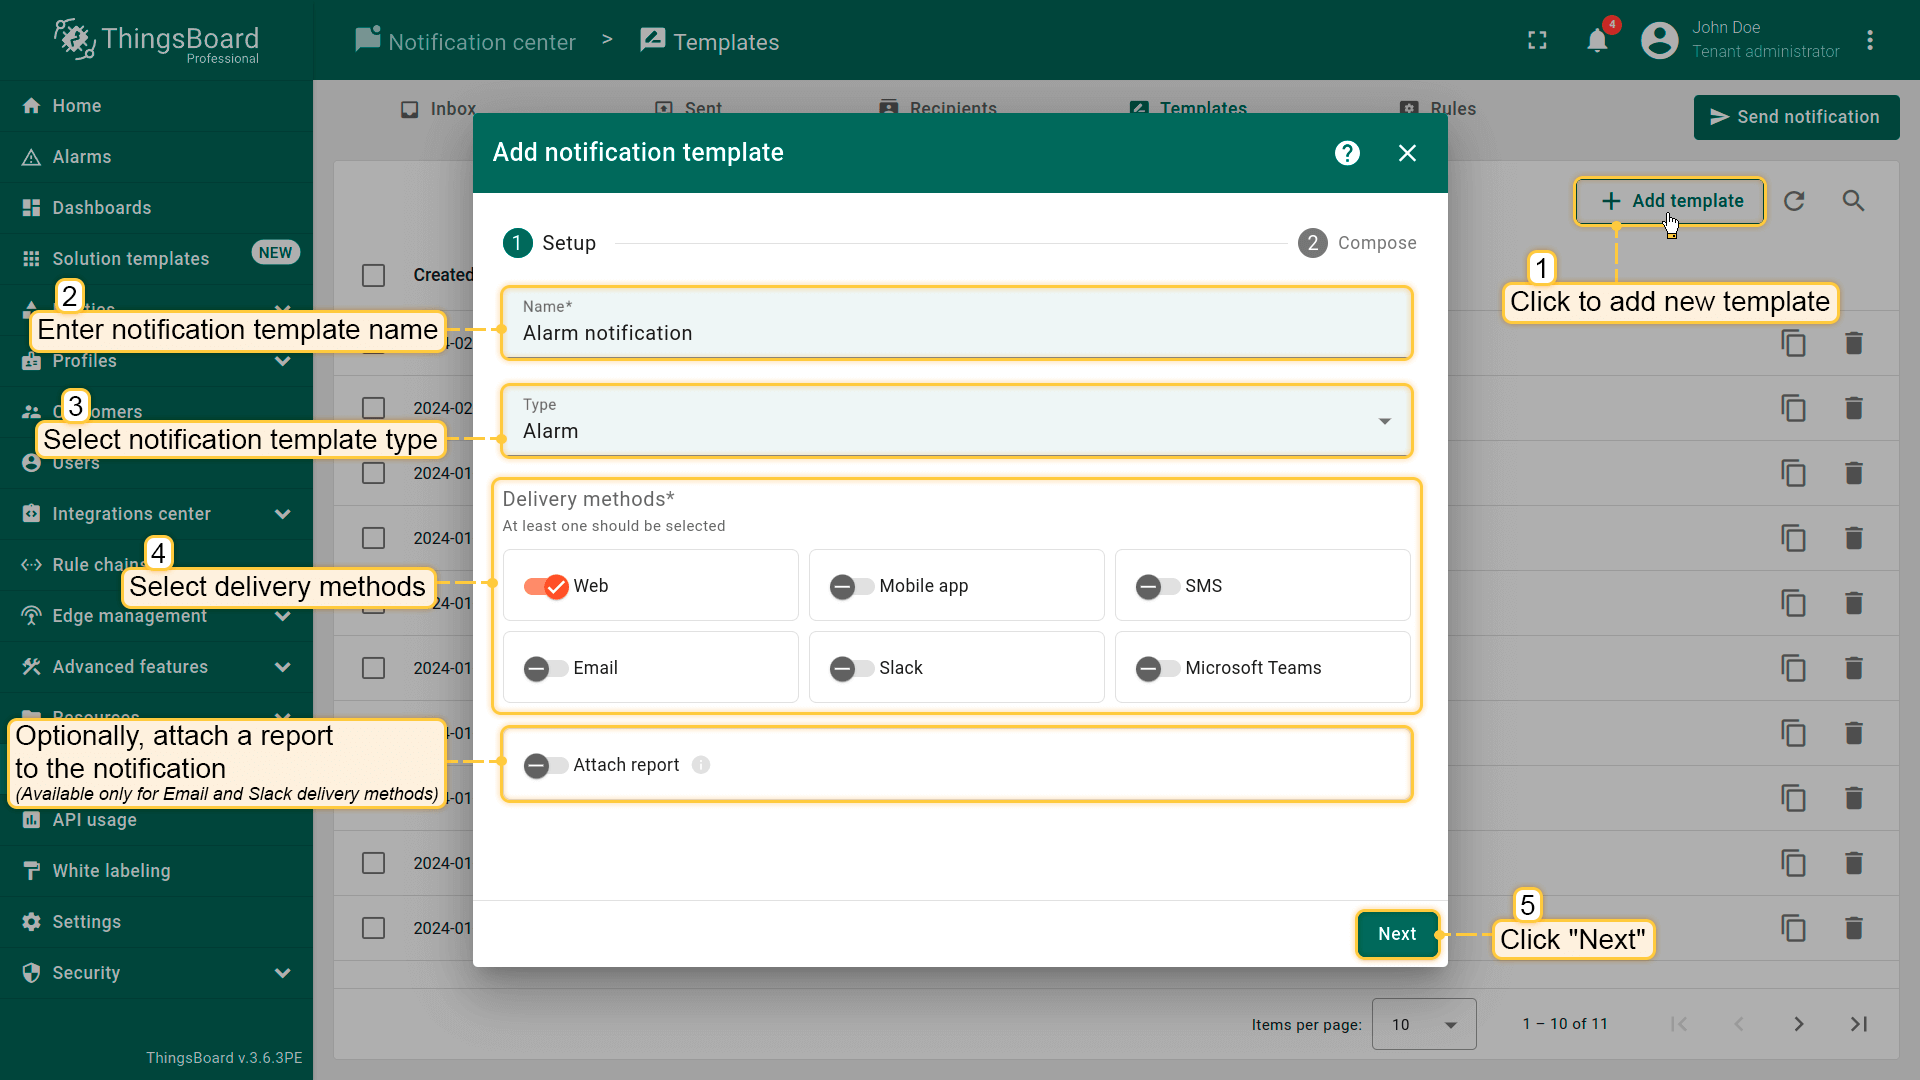 ThingsBoard
Professional
Notification center > Templates
4
John Doe
Tenant administrator
Home
Alarms
Dashboards
Solution templates NEW
Profiles
Users
Integrations center
Rule chains
Edge management
Advanced features
API usage
White labeling
Settings
Security
ThingsBoard v.3.6.3PE
Inbox
Sent
Recipients
Templates
Rules
Send notification
Add template
1
Click to add new template
Created
2024-02
2024-01
2024-01
2024-01
2024-01
2024-01
Add notification template
?
1 Setup
2 Compose
2
Enter notification template name
Name*
Alarm notification
3
Select notification template type
Type
Alarm
4
Select delivery methods
Delivery methods*
At least one should be selected
Web
Mobile app
SMS
Email
Slack
Microsoft Teams
Optionally, attach a report
to the notification
(Available only for Email and Slack delivery methods)
Attach report
Next
5
Click "Next"
Items per page: 10
1 – 10 of 11